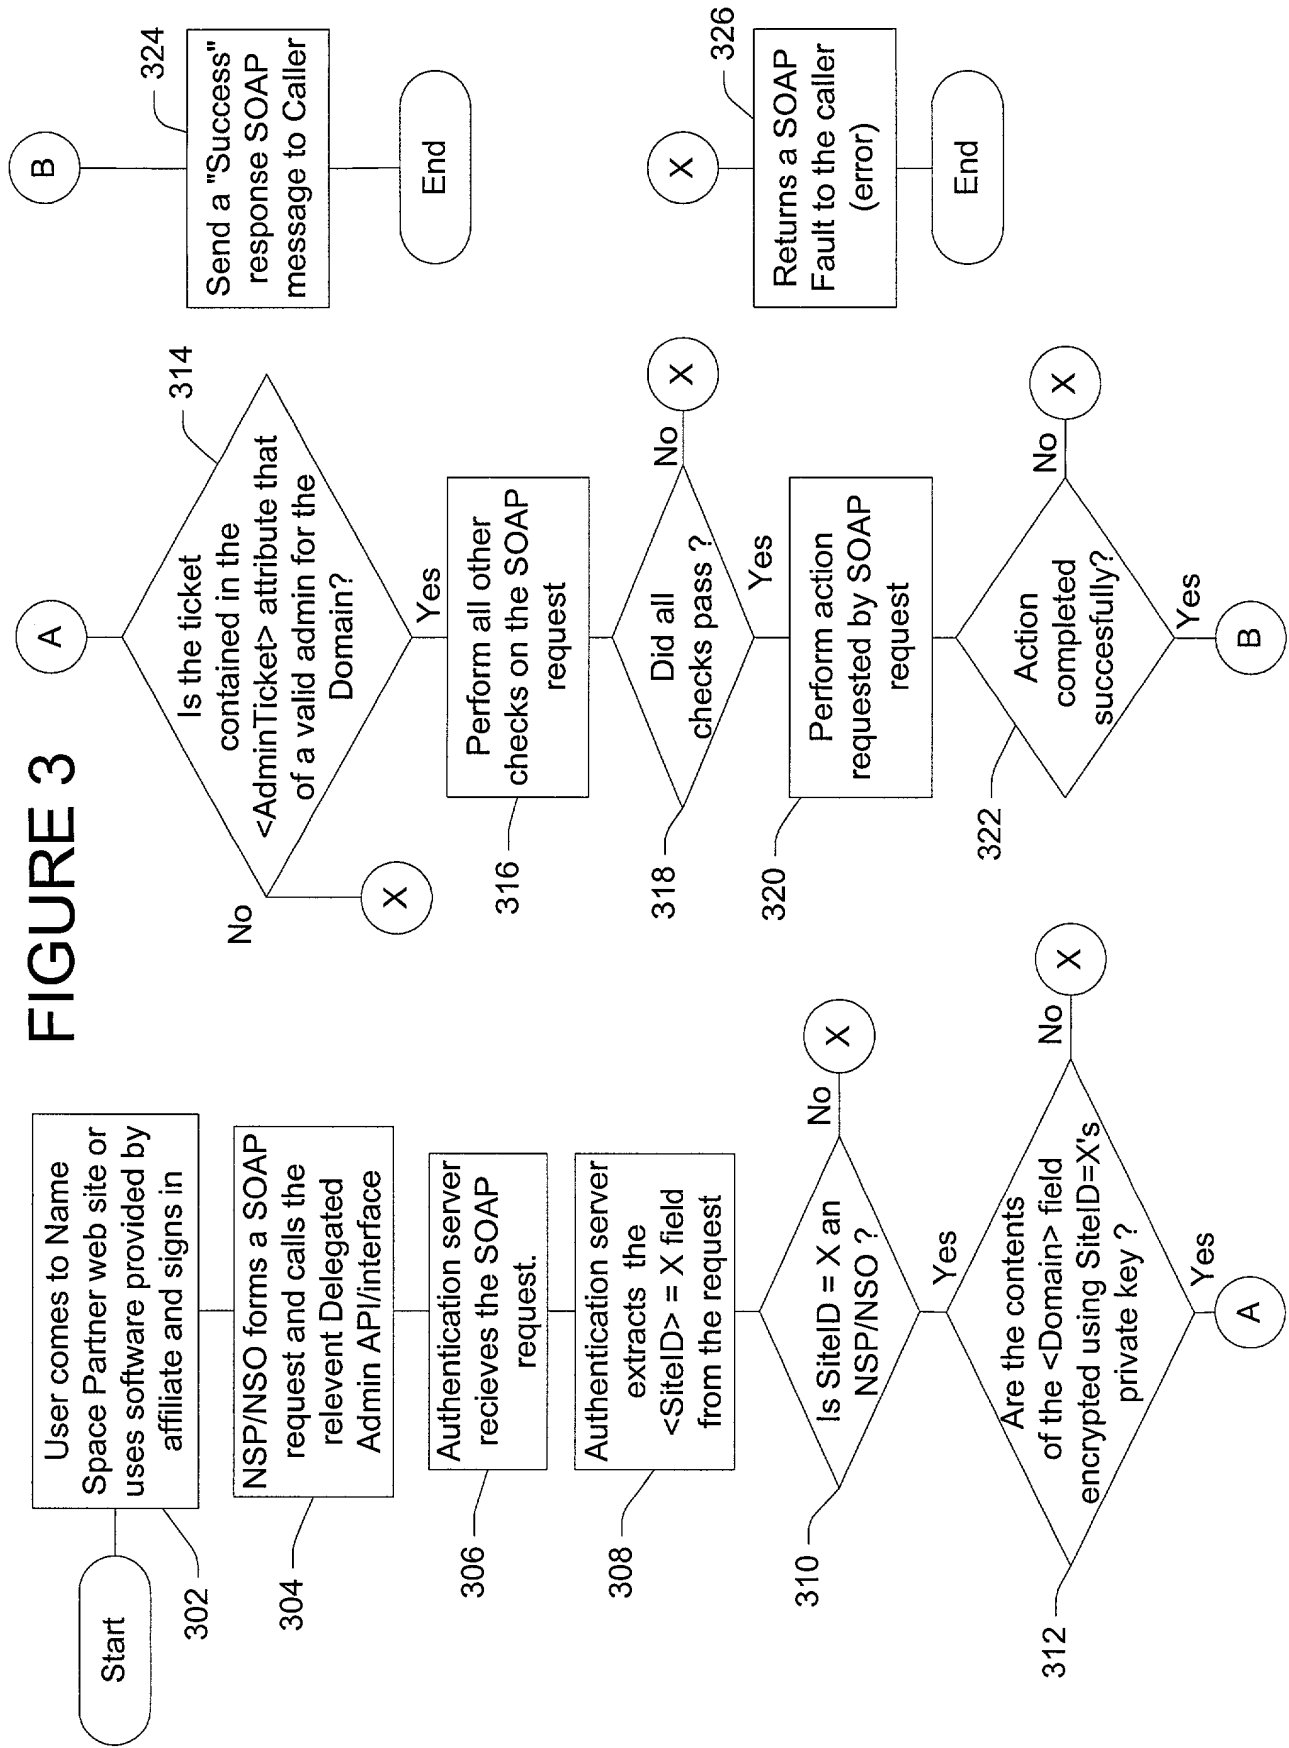 FIGURE 3
Start
302
User comes to Name
Space Partner web site or
uses software provided by
affiliate and signs in
304
NSP/NSO forms a SOAP
request and calls the
relevent Delegated
Admin API/interface
306
Authentication server
recieves the SOAP
request.
308
Authentication server
extracts the
<SiteID> = X field
from the request
310
Is SiteID = X an
NSP/NSO ?
No
X
Yes
312
Are the contents
of the <Domain> field
encrypted using SiteID=X's
private key ?
No
X
Yes
A
A
314
Is the ticket
contained in the
<AdminTicket> attribute that
of a valid admin for the
Domain?
No
X
Yes
316
Perform all other
checks on the SOAP
request
318
Did all
checks pass ?
No
X
Yes
320
Perform action
requested by SOAP
request
322
Action
completed
succesfully?
No
X
Yes
B
B
324
Send a "Success"
response SOAP
message to Caller
End
X
326
Returns a SOAP
Fault to the caller
(error)
End